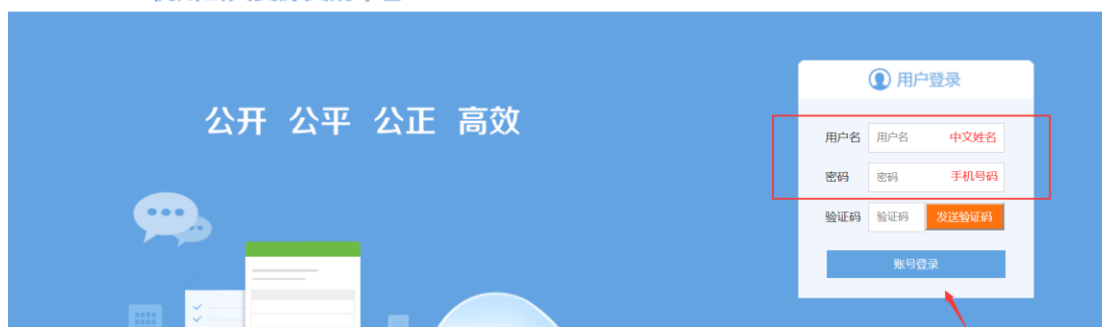 用户登录
公开 公平 公正 高效
用户名 用户名 中文姓名
密码 密码 手机号码
验证码 验证码 发送验证码
账号登录